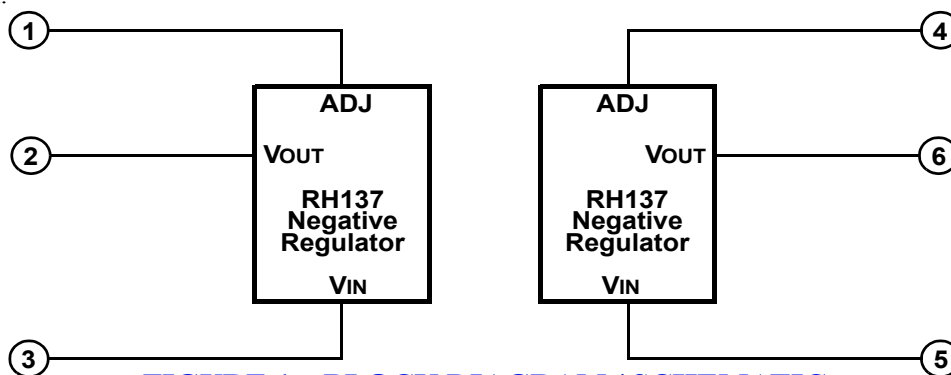 1
4
ADJ
ADJ
2
VOUT
VOUT
6
RH137
Negative
Regulator
RH137
Negative
Regulator
VIN
VIN
3
5